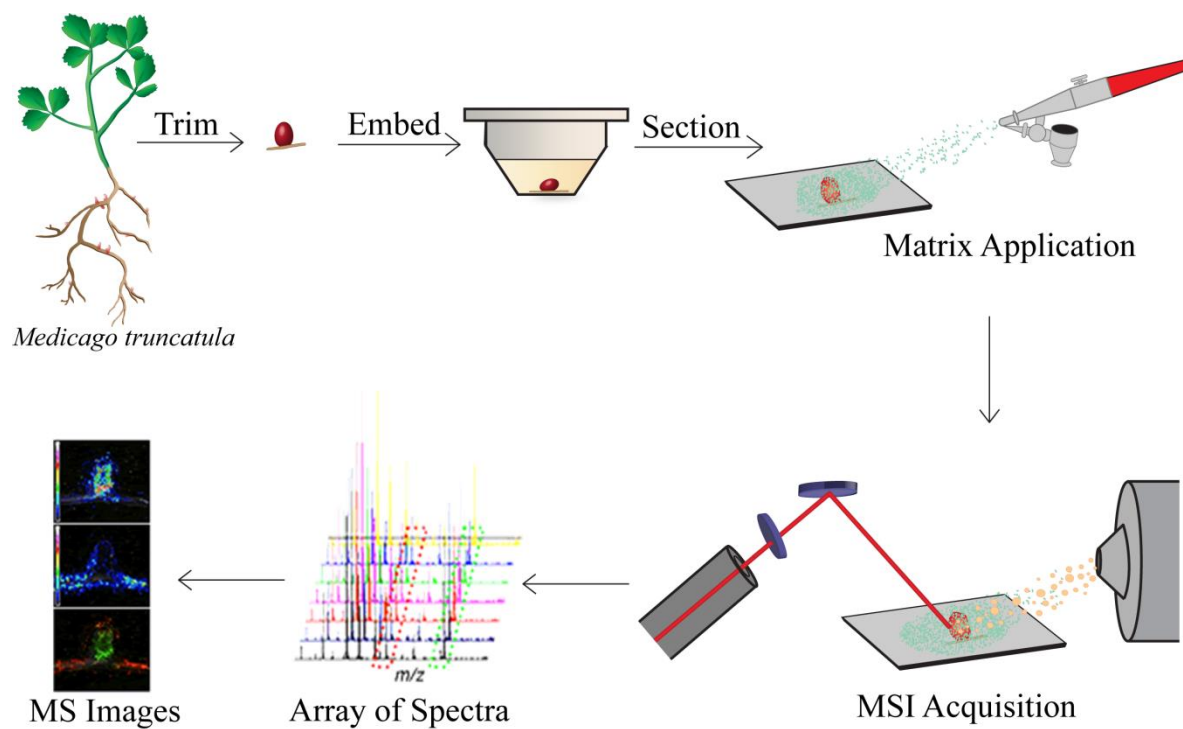 Trim
Embed
Section
Matrix Application
Medicago truncatula
m/z
MS Images
Array of Spectra
MSI Acquisition